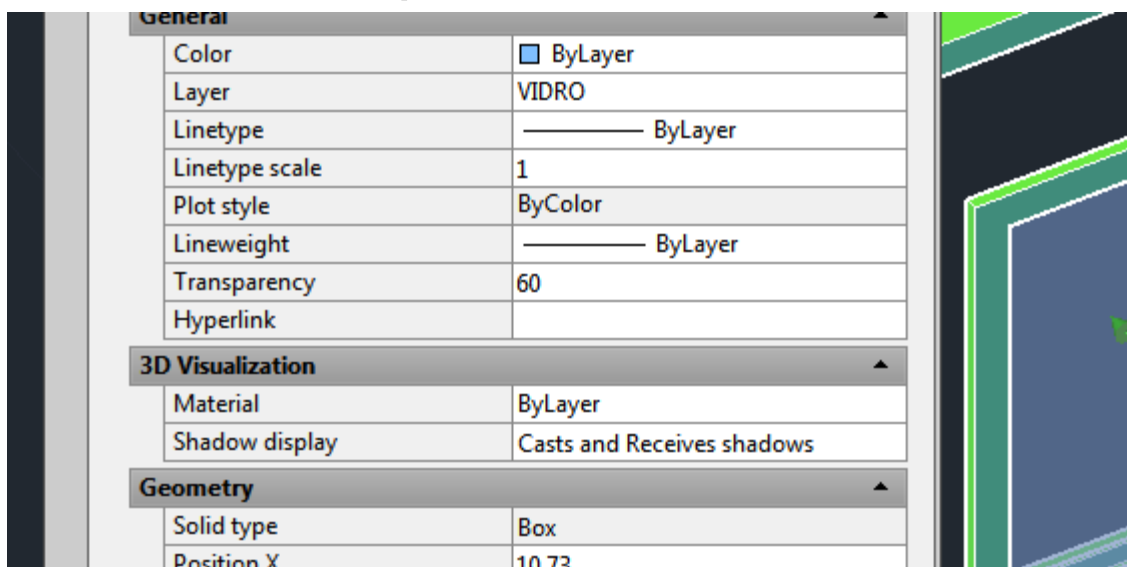 General
Color ByLayer
Layer VIDRO
Linetype ByLayer
Linetype scale 1
Plot style ByColor
Lineweight ByLayer
Transparency 60
Hyperlink
3D Visualization
Material ByLayer
Shadow display Casts and Receives shadows
Geometry
Solid type Box
Position X 10.73